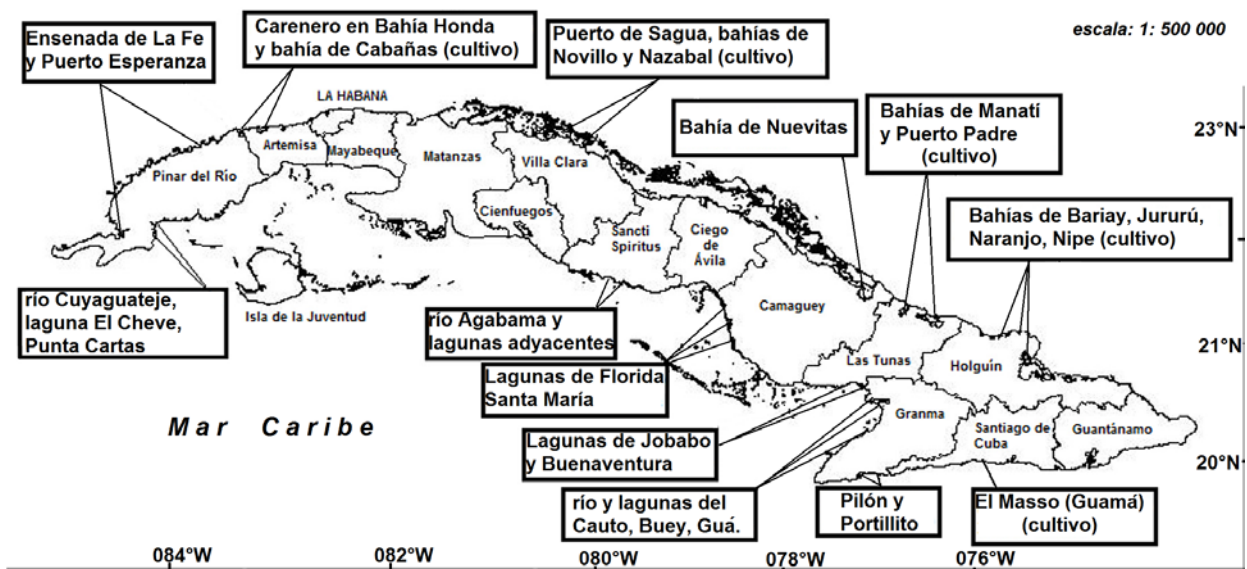 Ensenada de La Fe
y Puerto Esperanza
Carenero en Bahía Honda
y bahía de Cabañas (cultivo)
Puerto de Sagua, bahías de
Novillo y Nazabal (cultivo)
escala: 1: 500 000
LA HABANA
Bahía de Nuevitas
Bahías de Manatí
y Puerto Padre
(cultivo)
23°N
Artemisa
Mayabeque
Matanzas
Villa Clara
Pinar del Río
Cienfuegos
Sancti
Spiritus
Ciego
de
Ávila
Bahías de Bariay, Jururú,
Naranjo, Nipe (cultivo)
río Cuyaguateje,
laguna El Cheve,
Punta Cartas
Isla de la Juventud
río Agabama y
lagunas adyacentes
Camaguey
Las Tunas
Holguín
21°N
Lagunas de Florida
Santa María
Mar Caribe
Granma
Santiago de
Cuba
Guantánamo
Lagunas de Jobabo
y Buenaventura
20°N
río y lagunas del
Cauto, Buey, Guá.
Pilón y
Portillito
El Masso (Guamá)
(cultivo)
084°W
082°W
080°W
078°W
076°W